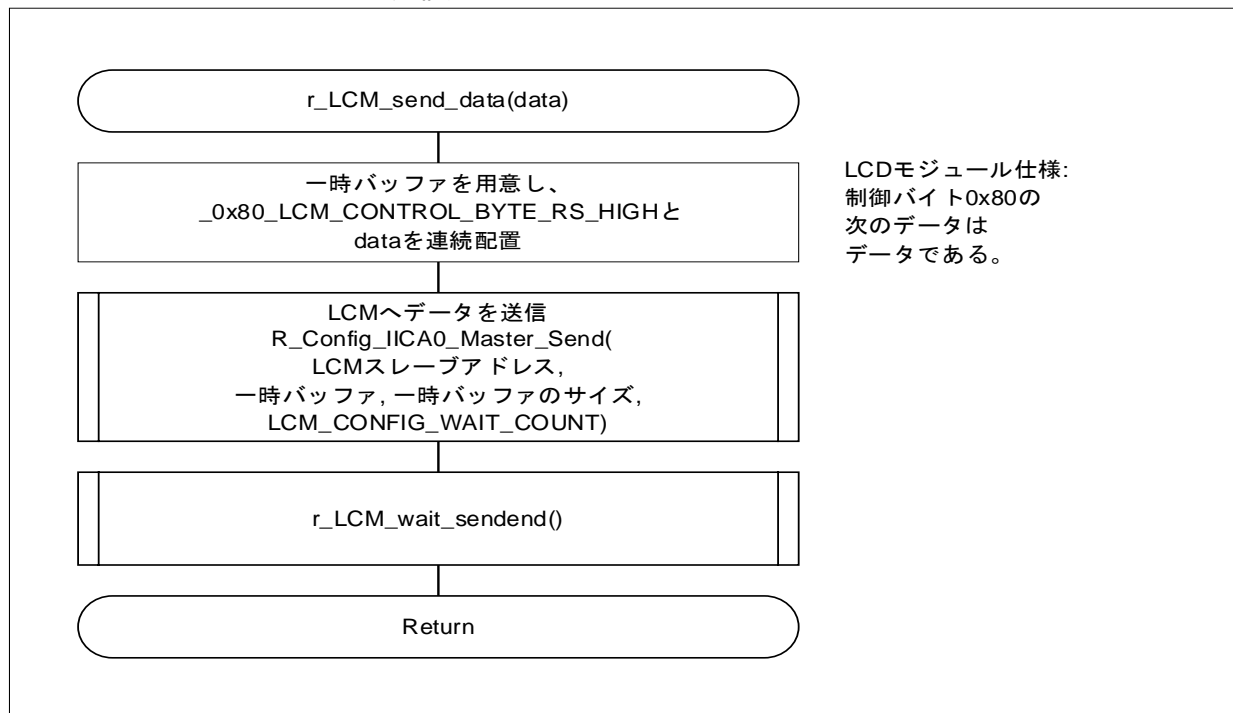 r_LCM_send_data(data)
一時バッファを用意し、
_0x80_LCM_CONTROL_BYTE_RS_HIGHと
dataを連続配置
LCDモジュール仕様:
制御バイト0x80の
次のデータは
データである。
LCMへデータを送信
R_Config_IICA0_Master_Send(
LCMスレーブアドレス,
一時バッファ, 一時バッファのサイズ,
LCM_CONFIG_WAIT_COUNT)
r_LCM_wait_sendend()
Return